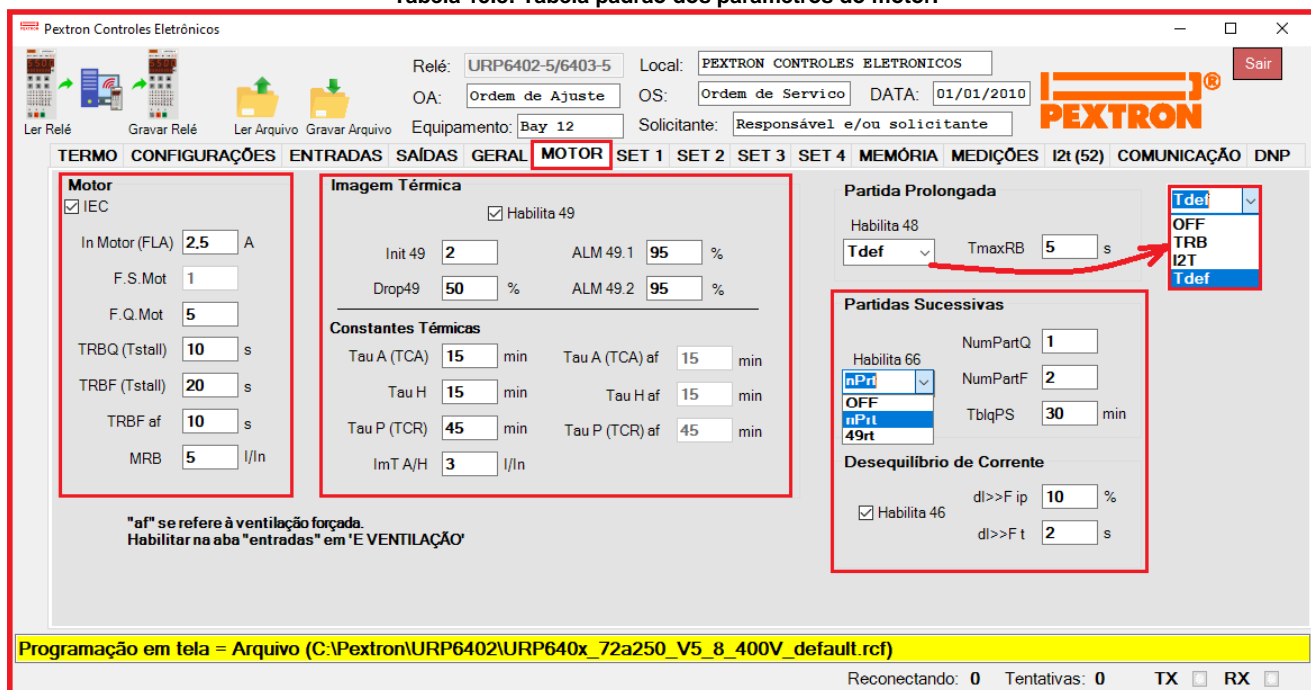 Tabela 10.5: Tabela padrão dos parâmetros do motor.
Pextron Controles Eletrônicos
Relé: URP6402-5/6403-5 Local: PEXTRON CONTROLES ELETRONICOS Sair
OA: Ordem de Ajuste OS: Ordem de Servico DATA: 01/01/2010
Equipamento: Bay 12 Solicitante: Responsável e/ou solicitante PEXTRON ®
Ler Relé Gravar Relé Ler Arquivo Gravar Arquivo
TERMO CONFIGURAÇÕES ENTRADAS SAÍDAS GERAL MOTOR SET 1 SET 2 SET 3 SET 4 MEMÓRIA MEDIÇÕES I2t (52) COMUNICAÇÃO DNP
Motor
IEC
In Motor (FLA) 2,5 A
F.S.Mot 1
F.Q.Mot 5
TRBQ (Tstall) 10 s
TRBF (Tstall) 20 s
TRBF af 10 s
MRB 5 I/In
"af" se refere à ventilação forçada.
Habilitar na aba "entradas" em 'E VENTILAÇÃO'
Imagem Térmica
Habilita 49
Init 49 2 ALM 49.1 95 %
Drop49 50 % ALM 49.2 95 %
Constantes Térmicas
Tau A (TCA) 15 min Tau A (TCA) af 15 min
Tau H 15 min Tau H af 15 min
Tau P (TCR) 45 min Tau P (TCR) af 45 min
ImT A/H 3 I/In
Partida Prolongada
Habilita 48
Tdef TmaxRB 5 s
Tdef
OFF
TRB
I2T
Tdef
Partidas Sucessivas
NumPartQ 1
Habilita 66
nPrt NumPartF 2
OFF
nPrt TblqPS 30 min
49rt
Desequilíbrio de Corrente
dI>>F ip 10 %
Habilita 46
dI>>F t 2 s
Programação em tela = Arquivo (C:\Pextron\URP6402\URP640x_72a250_V5_8_400V_default.rcf)
Reconectando: 0 Tentativas: 0 TX RX